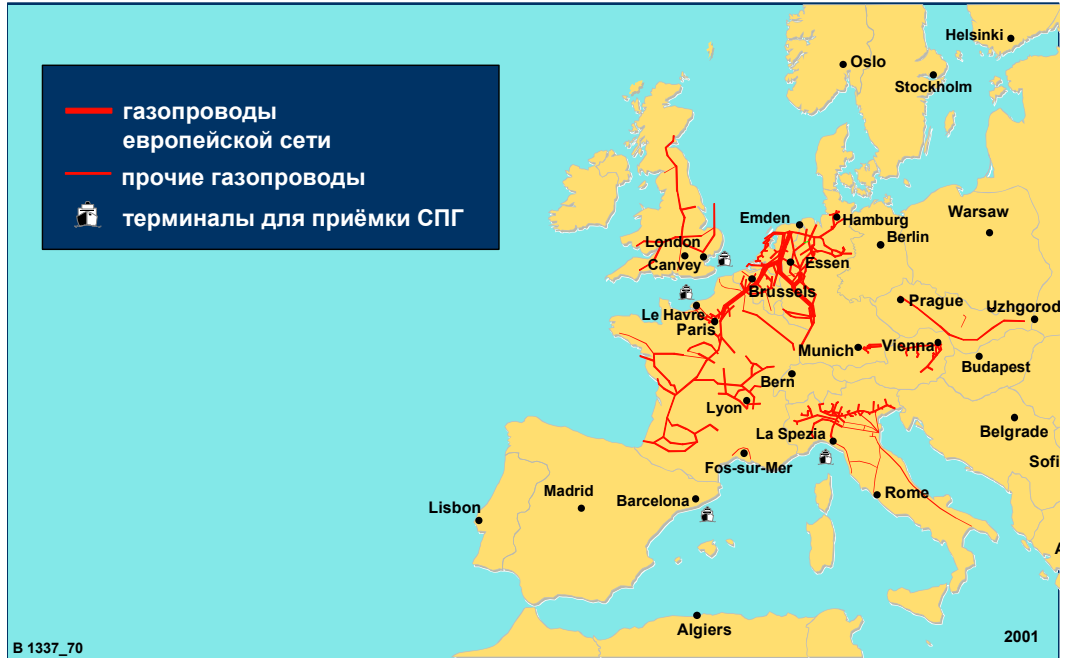 газопроводы
европейской сети
прочие газопроводы
терминалы для приёмки СПГ
Helsinki
Oslo
Stockholm
Emden
Hamburg
Warsaw
Berlin
London
Canvey
Essen
Brussels
Prague
Uzhgorod
Le Havre
Paris
Munich
Vienna
Budapest
Bern
Lyon
La Spezia
Belgrade
Sofi
Fos-sur-Mer
Madrid
Barcelona
Rome
Lisbon
A
Algiers
2001
B 1337_70